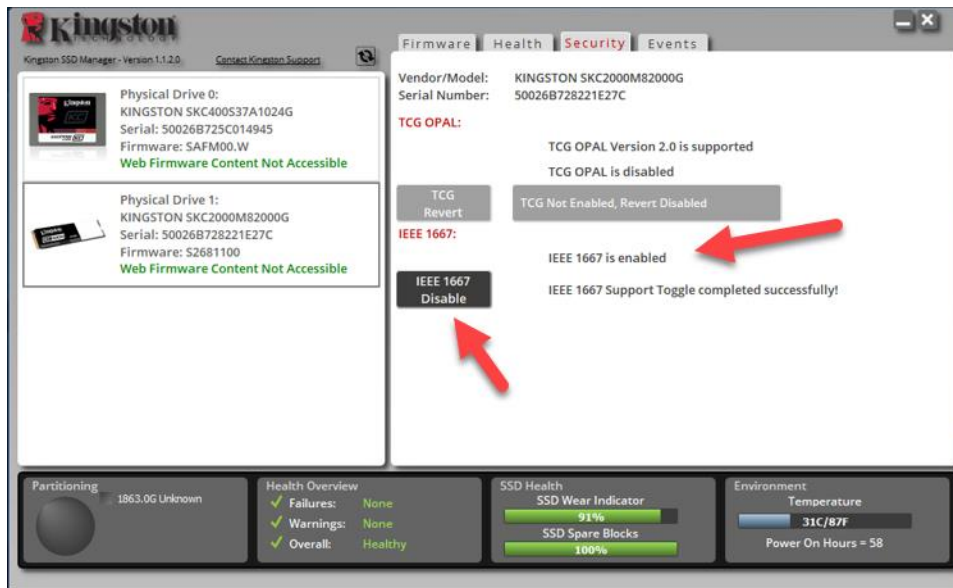 Kingston
TECHNOLOGY
Kingston SSD Manager - Version 1.1.2.0
Contact Kingston Support
Firmware
Health
Security
Events
Physical Drive 0:
KINGSTON SKC400S37A1024G
Serial: 50026B725C014945
Firmware: SAFM00.W
Web Firmware Content Not Accessible
Physical Drive 1:
KINGSTON SKC2000M82000G
Serial: 50026B728221E27C
Firmware: S2681100
Web Firmware Content Not Accessible
Vendor/Model: KINGSTON SKC2000M82000G
Serial Number: 50026B728221E27C
TCG OPAL:
TCG OPAL Version 2.0 is supported
TCG OPAL is disabled
TCG
Revert
TCG Not Enabled, Revert Disabled
IEEE 1667:
IEEE 1667 is enabled
IEEE 1667
Disable
IEEE 1667 Support Toggle completed successfully!
Partitioning
1863.0G Unknown
Health Overview
Failures: None
Warnings: None
Overall: Healthy
SSD Health
SSD Wear Indicator
91%
SSD Spare Blocks
100%
Environment
Temperature
31C/87F
Power On Hours = 58